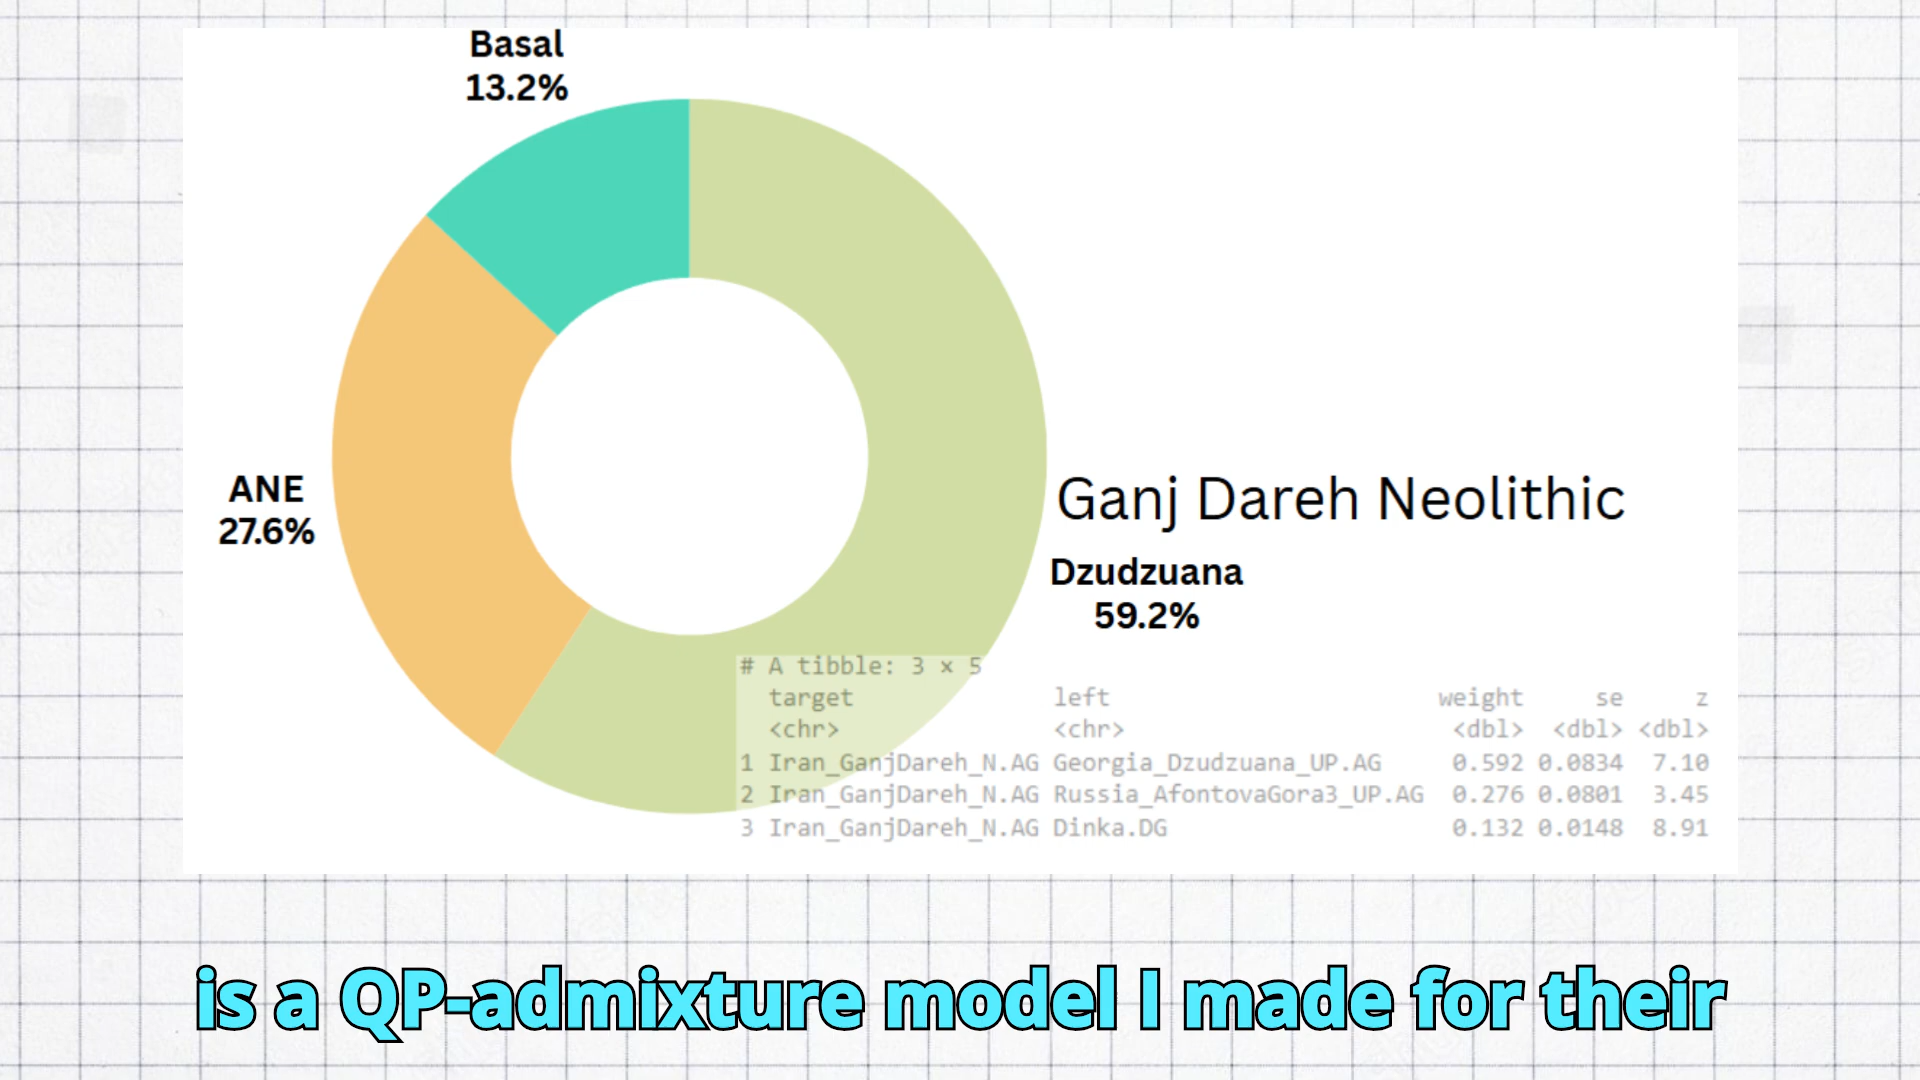 Basal
13.2%
ANE
27.6%
Ganj Dareh Neolithic
Dzudzuana
59.2%
# A tibble: 3 × 5
target left weight se z
<chr> <chr> <dbl> <dbl> <dbl>
1 Iran_GanjDareh_N.AG Georgia_Dzudzuana_UP.AG 0.592 0.0834 7.10
2 Iran_GanjDareh_N.AG Russia_AfontovaGora3_UP.AG 0.276 0.0801 3.45
3 Iran_GanjDareh_N.AG Dinka.DG 0.132 0.0148 8.91
is a QP-admixture model I made for their